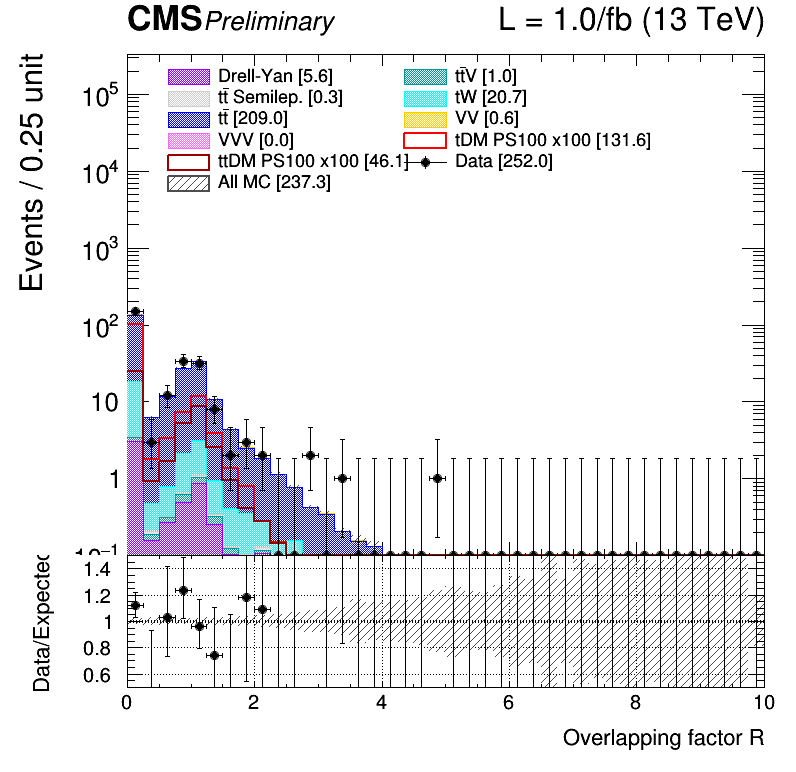 CMS Preliminary L = 1.0/fb (13 TeV)
Drell-Yan [5.6] tt̄V [1.0]
tt̄ Semilep. [0.3] tW [20.7]
tt̄ [209.0] VV [0.6]
VVV [0.0] tDM PS100 x100 [131.6]
ttDM PS100 x100 [46.1] Data [252.0]
All MC [237.3]
Events / 0.25 unit
10⁵
10⁴
10³
10²
10
1
10⁻¹
Data/Expected
1.4
1.2
1
0.8
0.6
0 2 4 6 8 10
Overlapping factor R